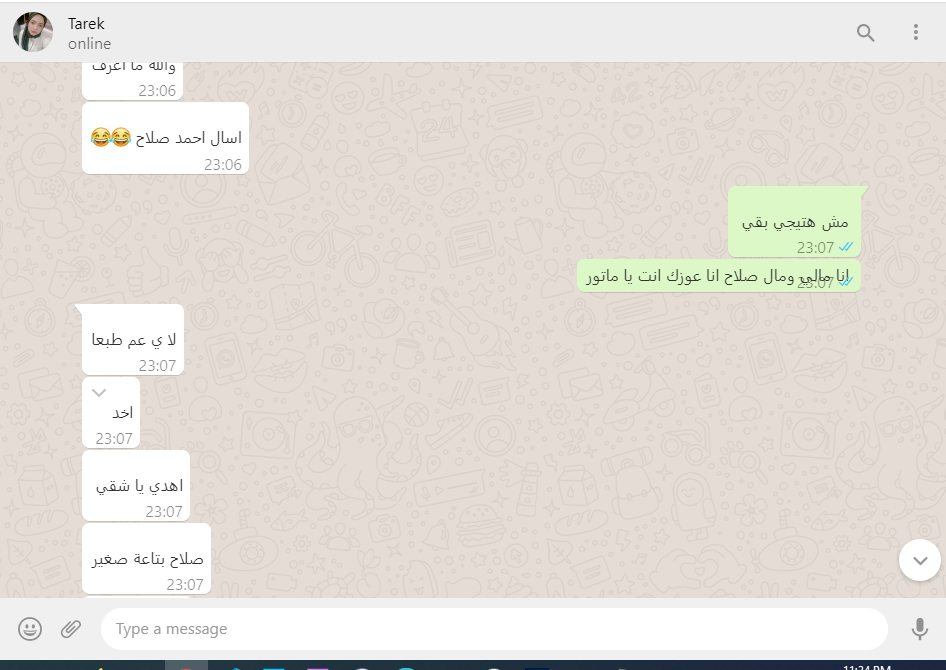 Tarek
online
والله ما اعرف
23:06
اسال احمد صلاح 😂😂
23:06
مش هتيجي بقي
23:07
انا مالي ومال صلاح انا عوزك انت يا ماتور
23:07
لا ي عم طبعا
23:07
اخد
23:07
اهدي يا شقي
23:07
صلاح بتاعة صغير
23:07
Type a message